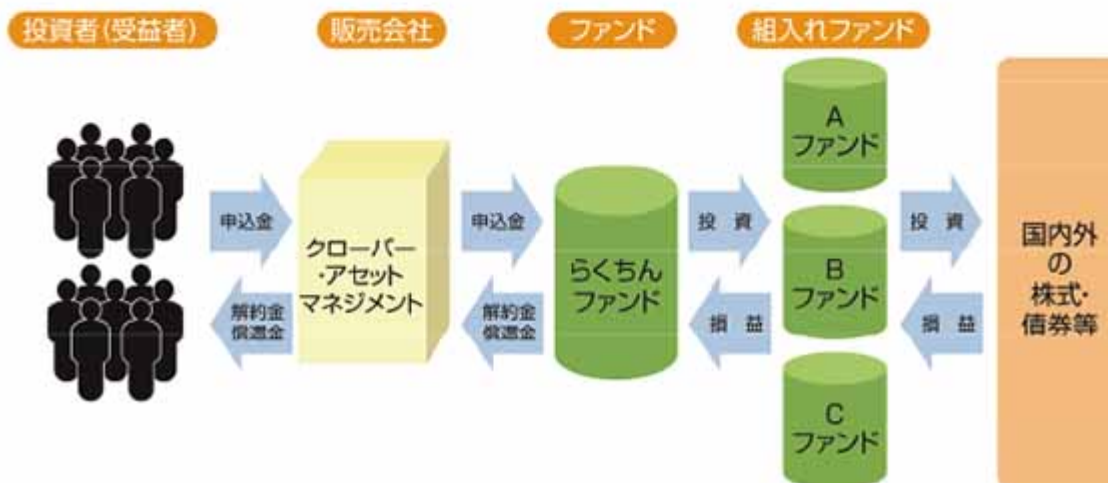 投資者(受益者)
販売会社
ファンド
組入れファンド
申込金
解約金
償還金
クローバー
・アセット
マネジメント
申込金
解約金
償還金
らくちん
ファンド
投 資
損 益
A
ファンド
B
ファンド
C
ファンド
投 資
損 益
国内外
の
株式・
債券等